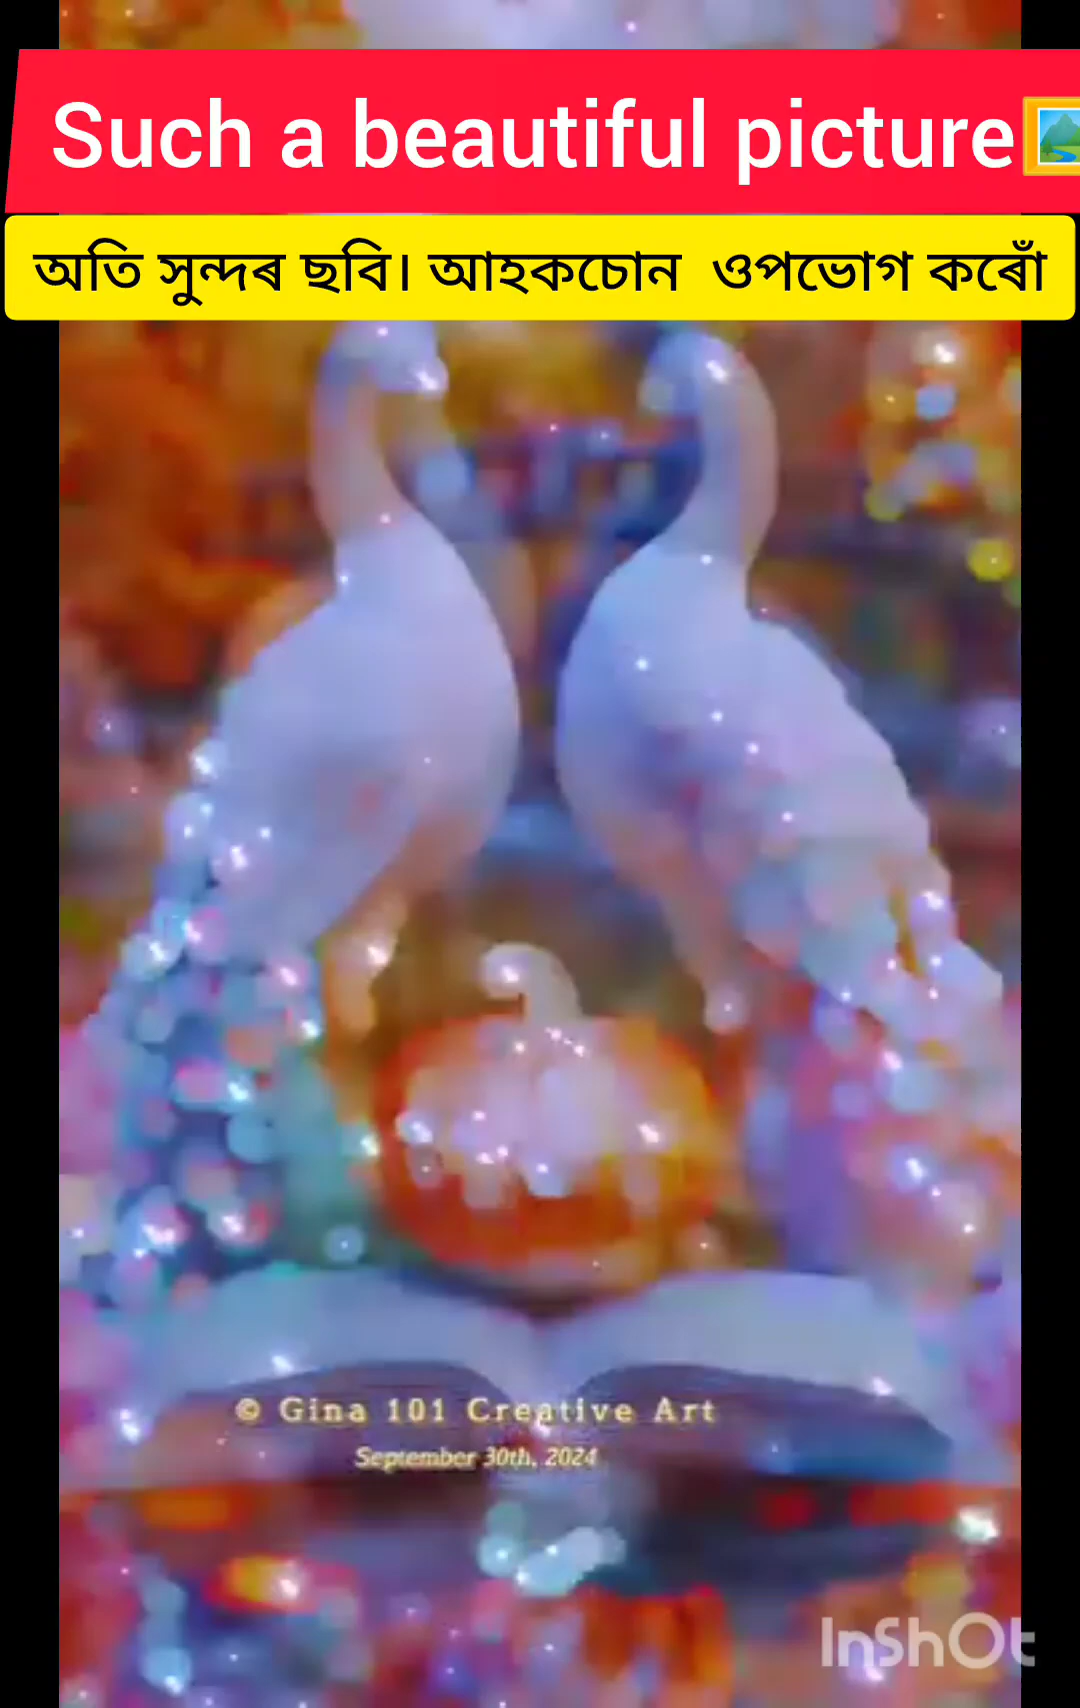 Such a beautiful picture🖼️
অতি সুন্দৰ ছবি। আহকচোন ওপভোগ কৰোঁ
© Gina 101 Creative Art
September 30th, 2024
InShOt